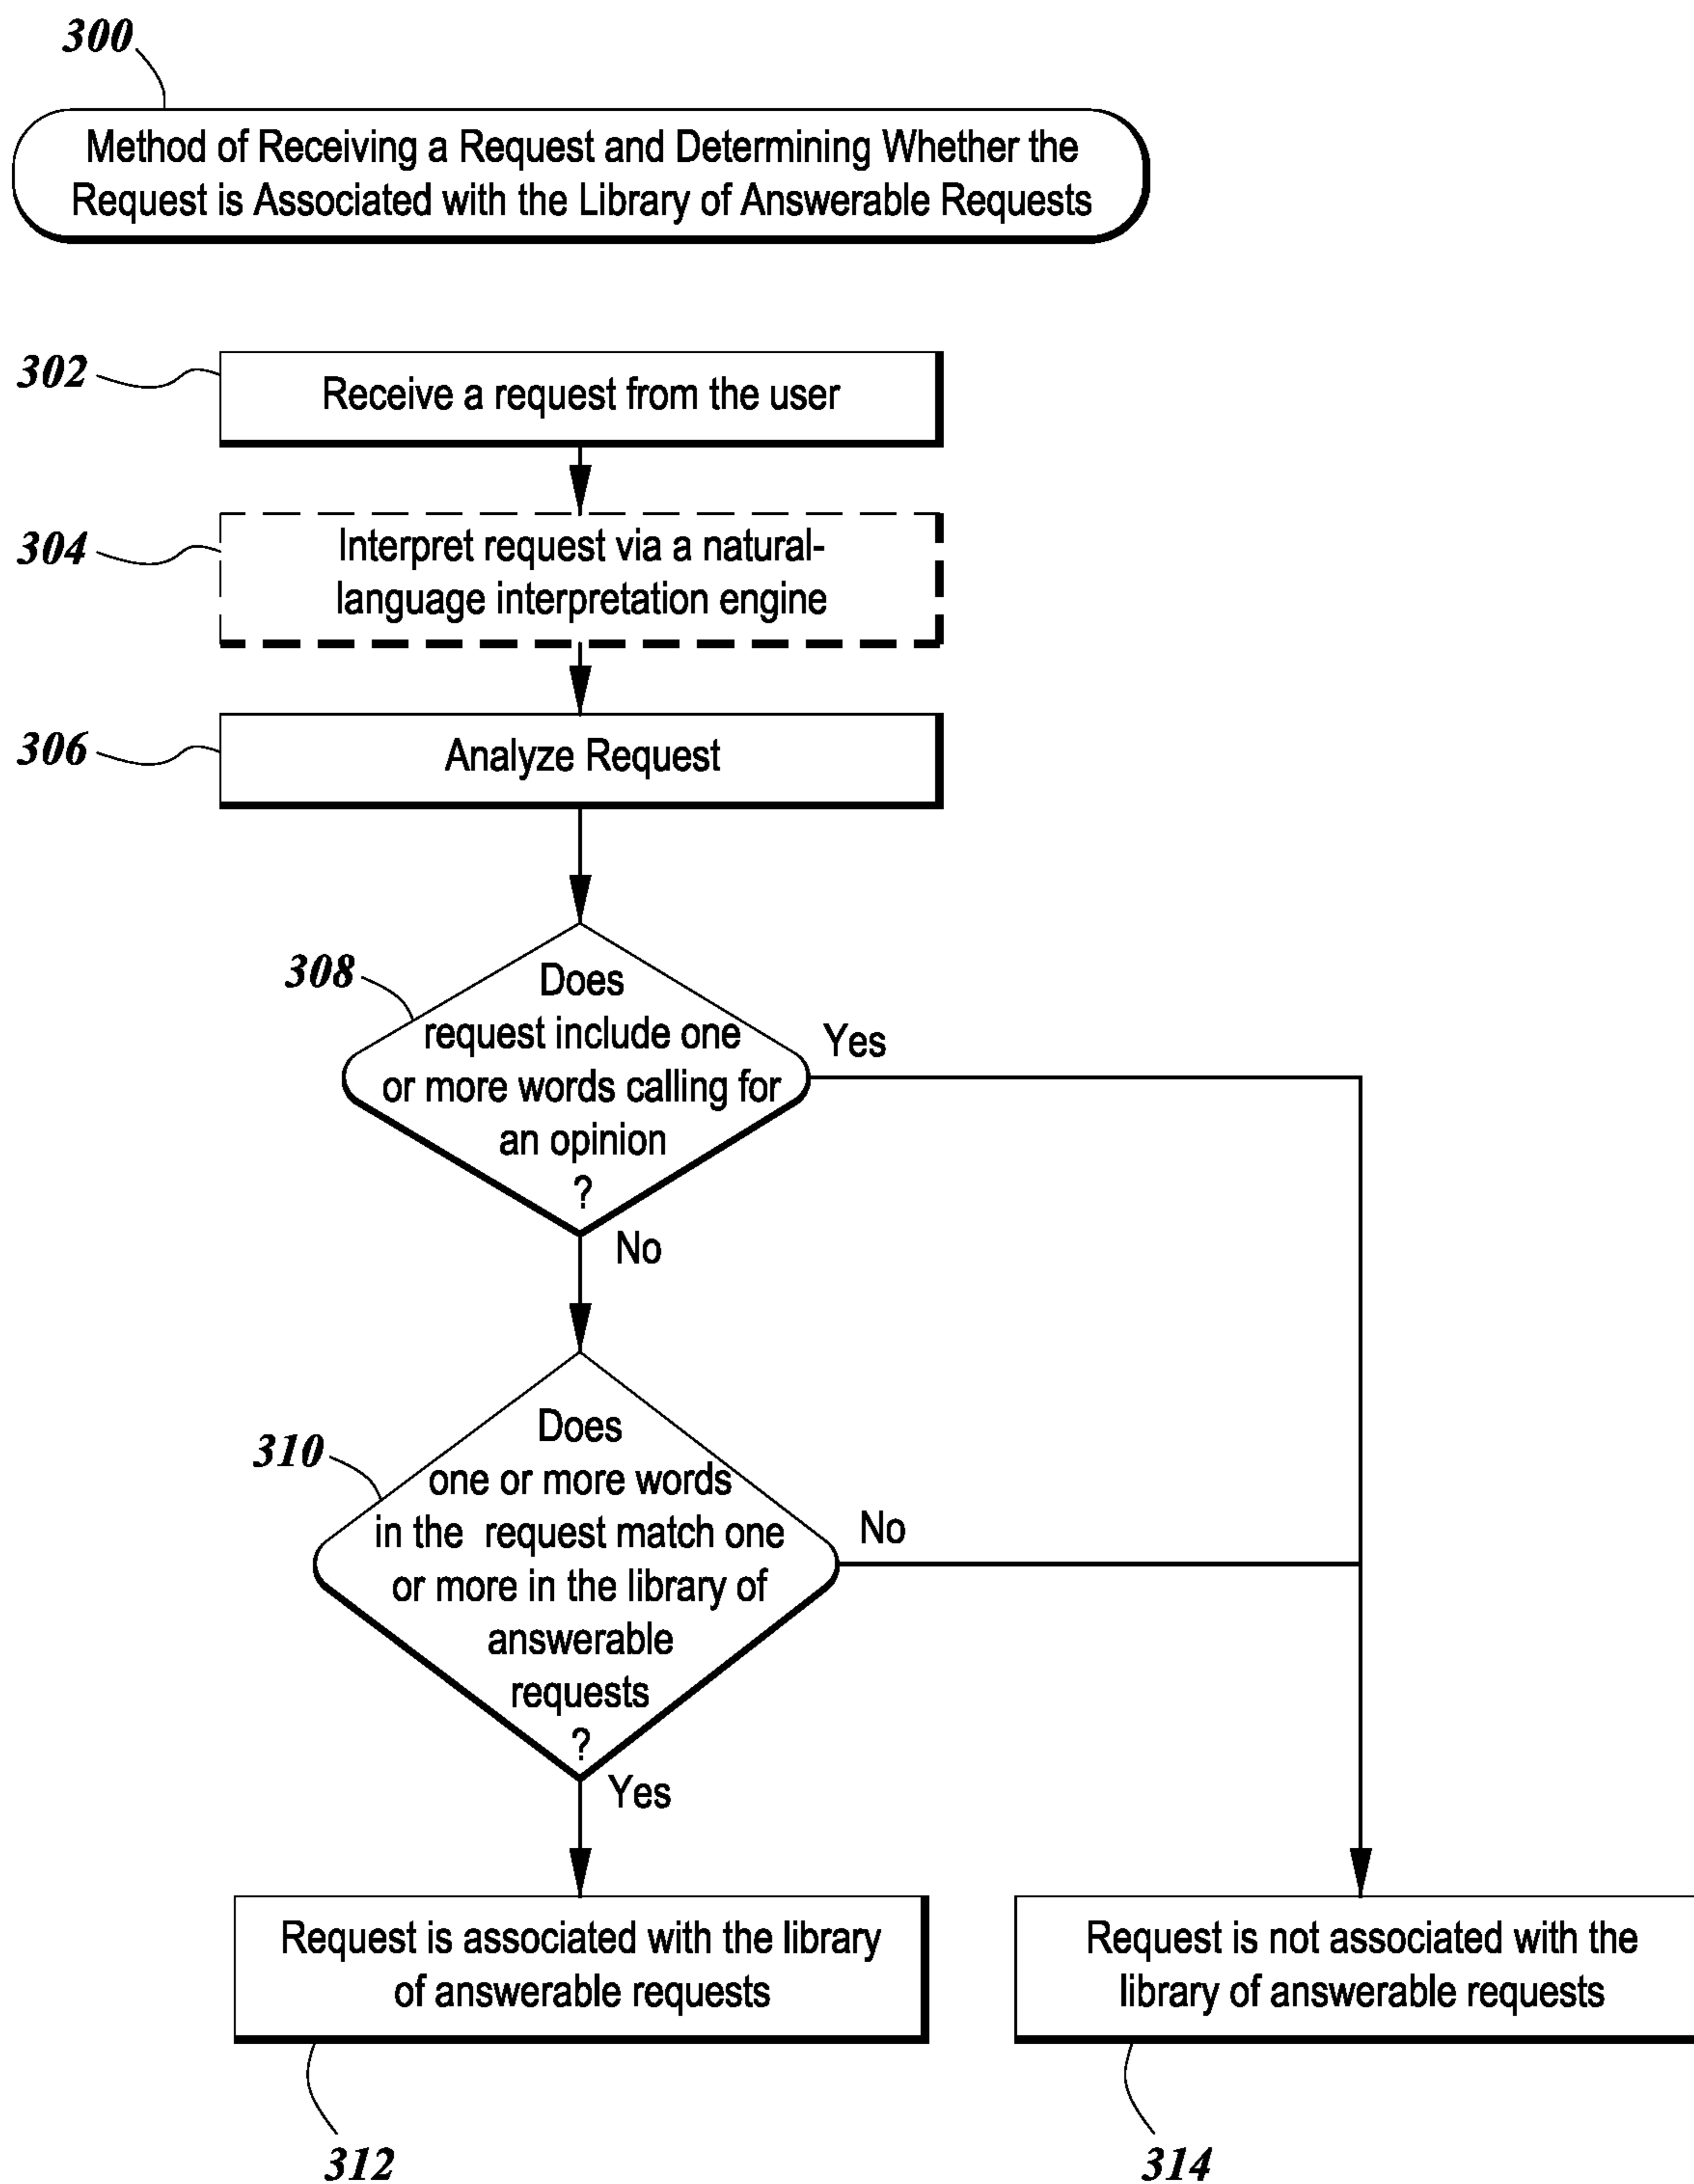 300
Method of Receiving a Request and Determining Whether the
Request is Associated with the Library of Answerable Requests
302
Receive a request from the user
304
Interpret request via a natural-
language interpretation engine
306
Analyze Request
308
Does
request include one
or more words calling for
an opinion
?
Yes
No
310
Does
one or more words
in the request match one
or more in the library of
answerable
requests
?
No
Yes
Request is associated with the library
of answerable requests
Request is not associated with the
library of answerable requests
312
314